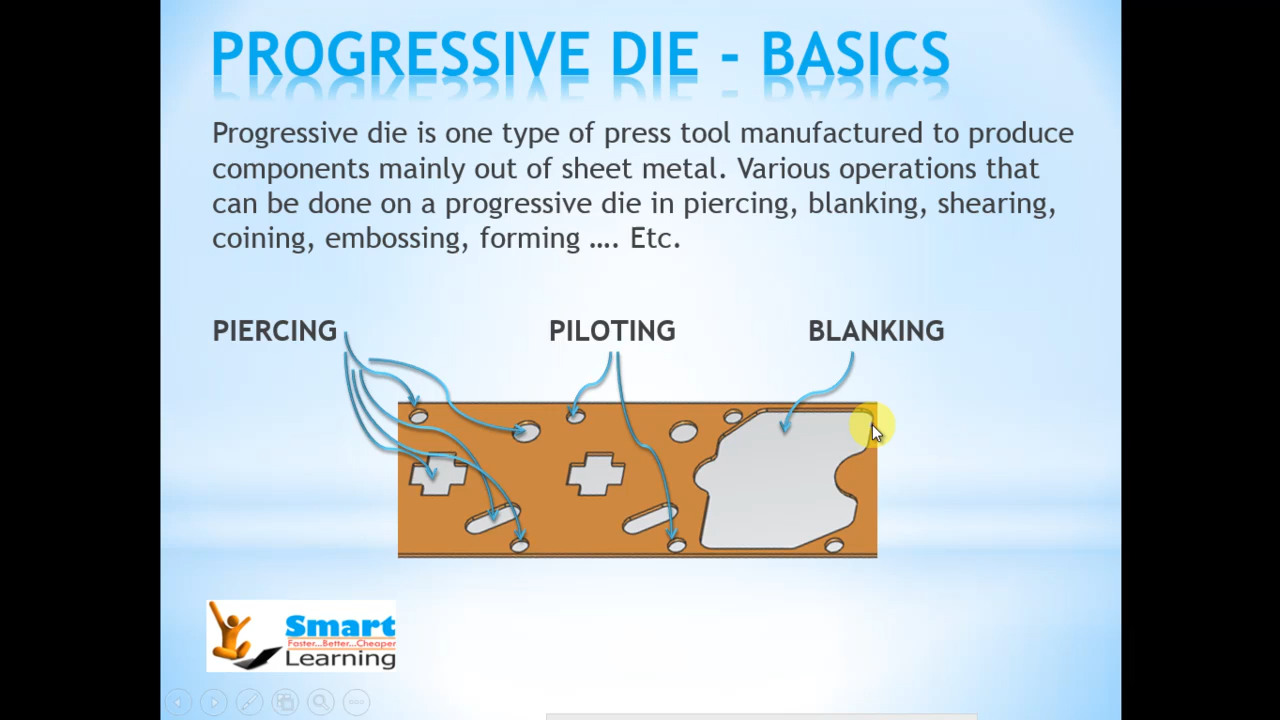 PROGRESSIVE DIE - BASICS
Progressive die is one type of press tool manufactured to produce
components mainly out of sheet metal. Various operations that
can be done on a progressive die in piercing, blanking, shearing,
coining, embossing, forming …. Etc.
PIERCING PILOTING BLANKING
Smart
Faster...Better...Cheaper
Learning